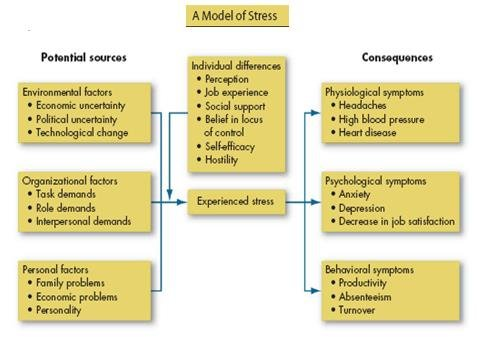 A Model of Stress
Potential sources
Environmental factors
• Economic uncertainty
• Political uncertainty
• Technological change
Organizational factors
• Task demands
• Role demands
• Interpersonal demands
Personal factors
• Family problems
• Economic problems
• Personality
Individual differences
• Perception
• Job experience
• Social support
• Belief in locus
of control
• Self-efficacy
• Hostility
Experienced stress
Consequences
Physiological symptoms
• Headaches
• High blood pressure
• Heart disease
Psychological symptoms
• Anxiety
• Depression
• Decrease in job satisfaction
Behavioral symptoms
• Productivity
• Absenteeism
• Turnover